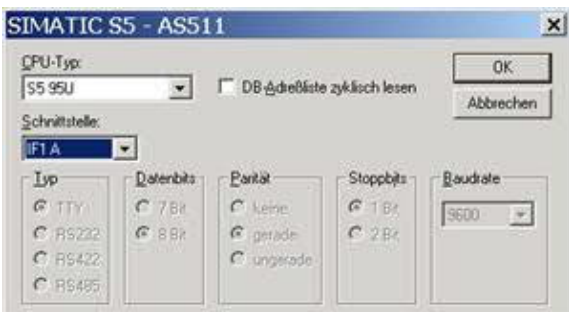 SIMATIC S5 - AS511
CPU-Typ:
S5 95U
DB-Adreßliste zyklisch lesen
OK
Abbrechen
Schnittstelle:
IF1 A
Typ
Datenbits
Parität
Stoppbits
Baudrate
TTY
7 Bit
keine
1 Bit
9600
RS232
8 Bit
gerade
2 Bit
RS422
ungerade
RS485